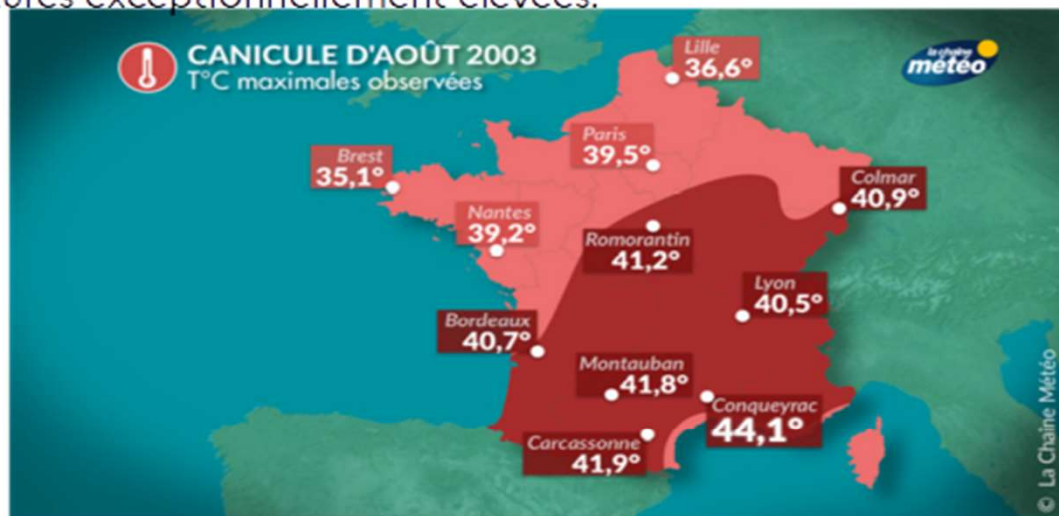 exceptionnellement élevées.
CANICULE D'AOÛT 2003
T°C maximales observées
la chaîne
météo
Lille
36,6°
Paris
39,5°
Brest
35,1°
Colmar
40,9°
Nantes
39,2°
Romorantin
41,2°
Lyon
40,5°
Bordeaux
40,7°
Montauban
41,8°
Conqueyrac
44,1°
Carcassonne
41,9°
© La Chaîne Météo